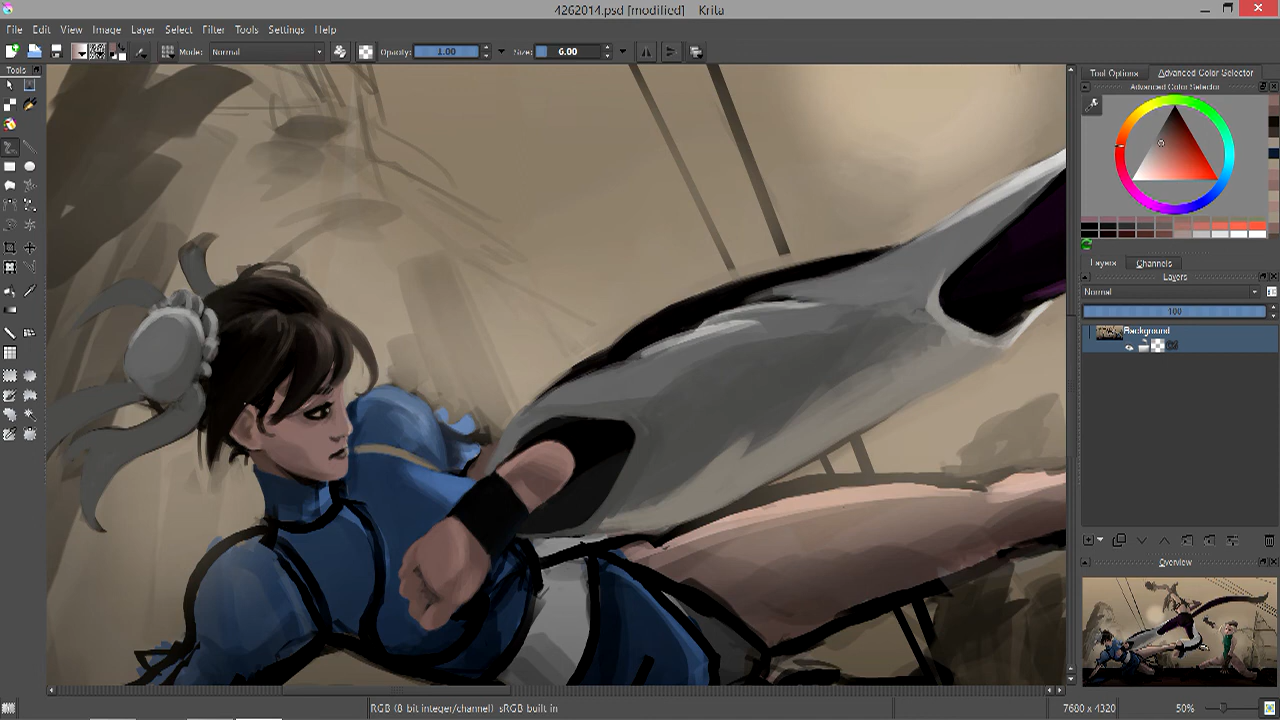 4262014.psd [modified] Krita
File Edit View Image Layer Select Filter Tools Settings Help
Mode: Normal Opacity: 1.00 Size: 6.00
Tools
Tool Options Advanced Color Selector
Advanced Color Selector
Layers Channels
Layers
Normal
100
Background
Overview
RGB (8 bit integer/channel) sRGB built in 7680 x 4320 50%